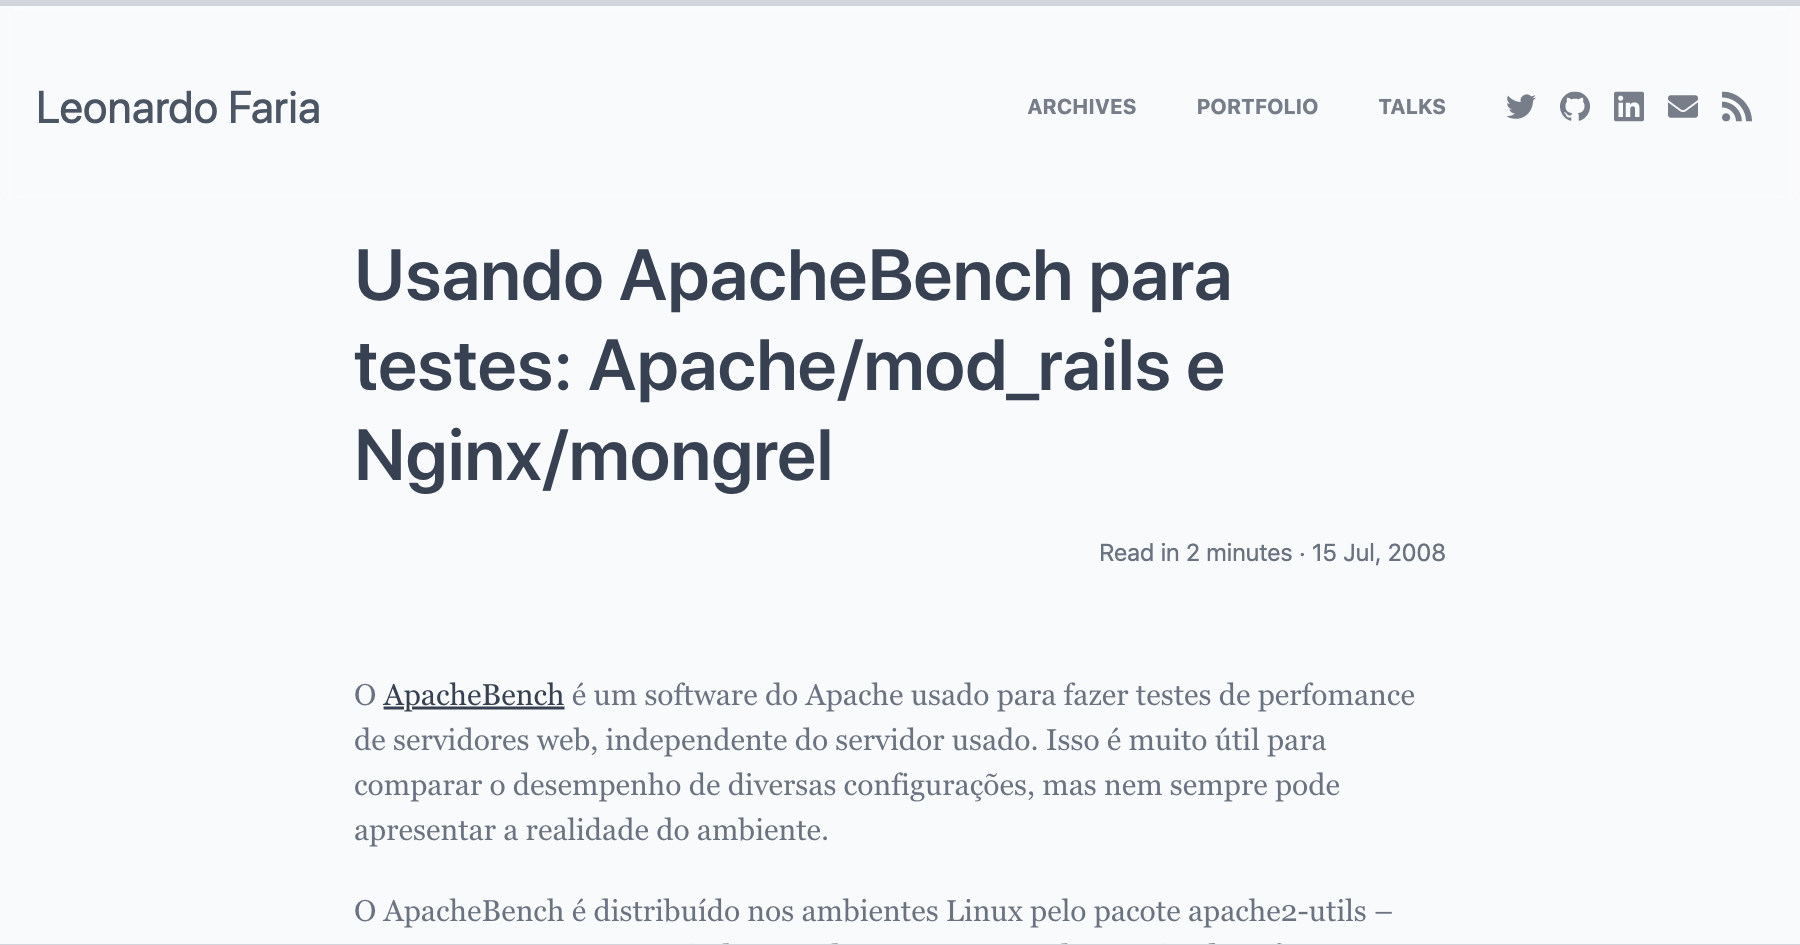 Leonardo Faria
ARCHIVES PORTFOLIO TALKS
Usando ApacheBench para
testes: Apache/mod_rails e
Nginx/mongrel
Read in 2 minutes · 15 Jul, 2008
O ApacheBench é um software do Apache usado para fazer testes de perfomance
de servidores web, independente do servidor usado. Isso é muito útil para
comparar o desempenho de diversas configurações, mas nem sempre pode
apresentar a realidade do ambiente.
O ApacheBench é distribuído nos ambientes Linux pelo pacote apache2-utils –